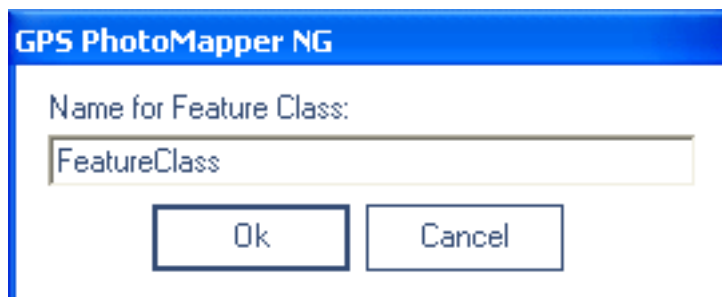 GPS PhotoMapper NG
Name for Feature Class:
FeatureClass
Ok Cancel